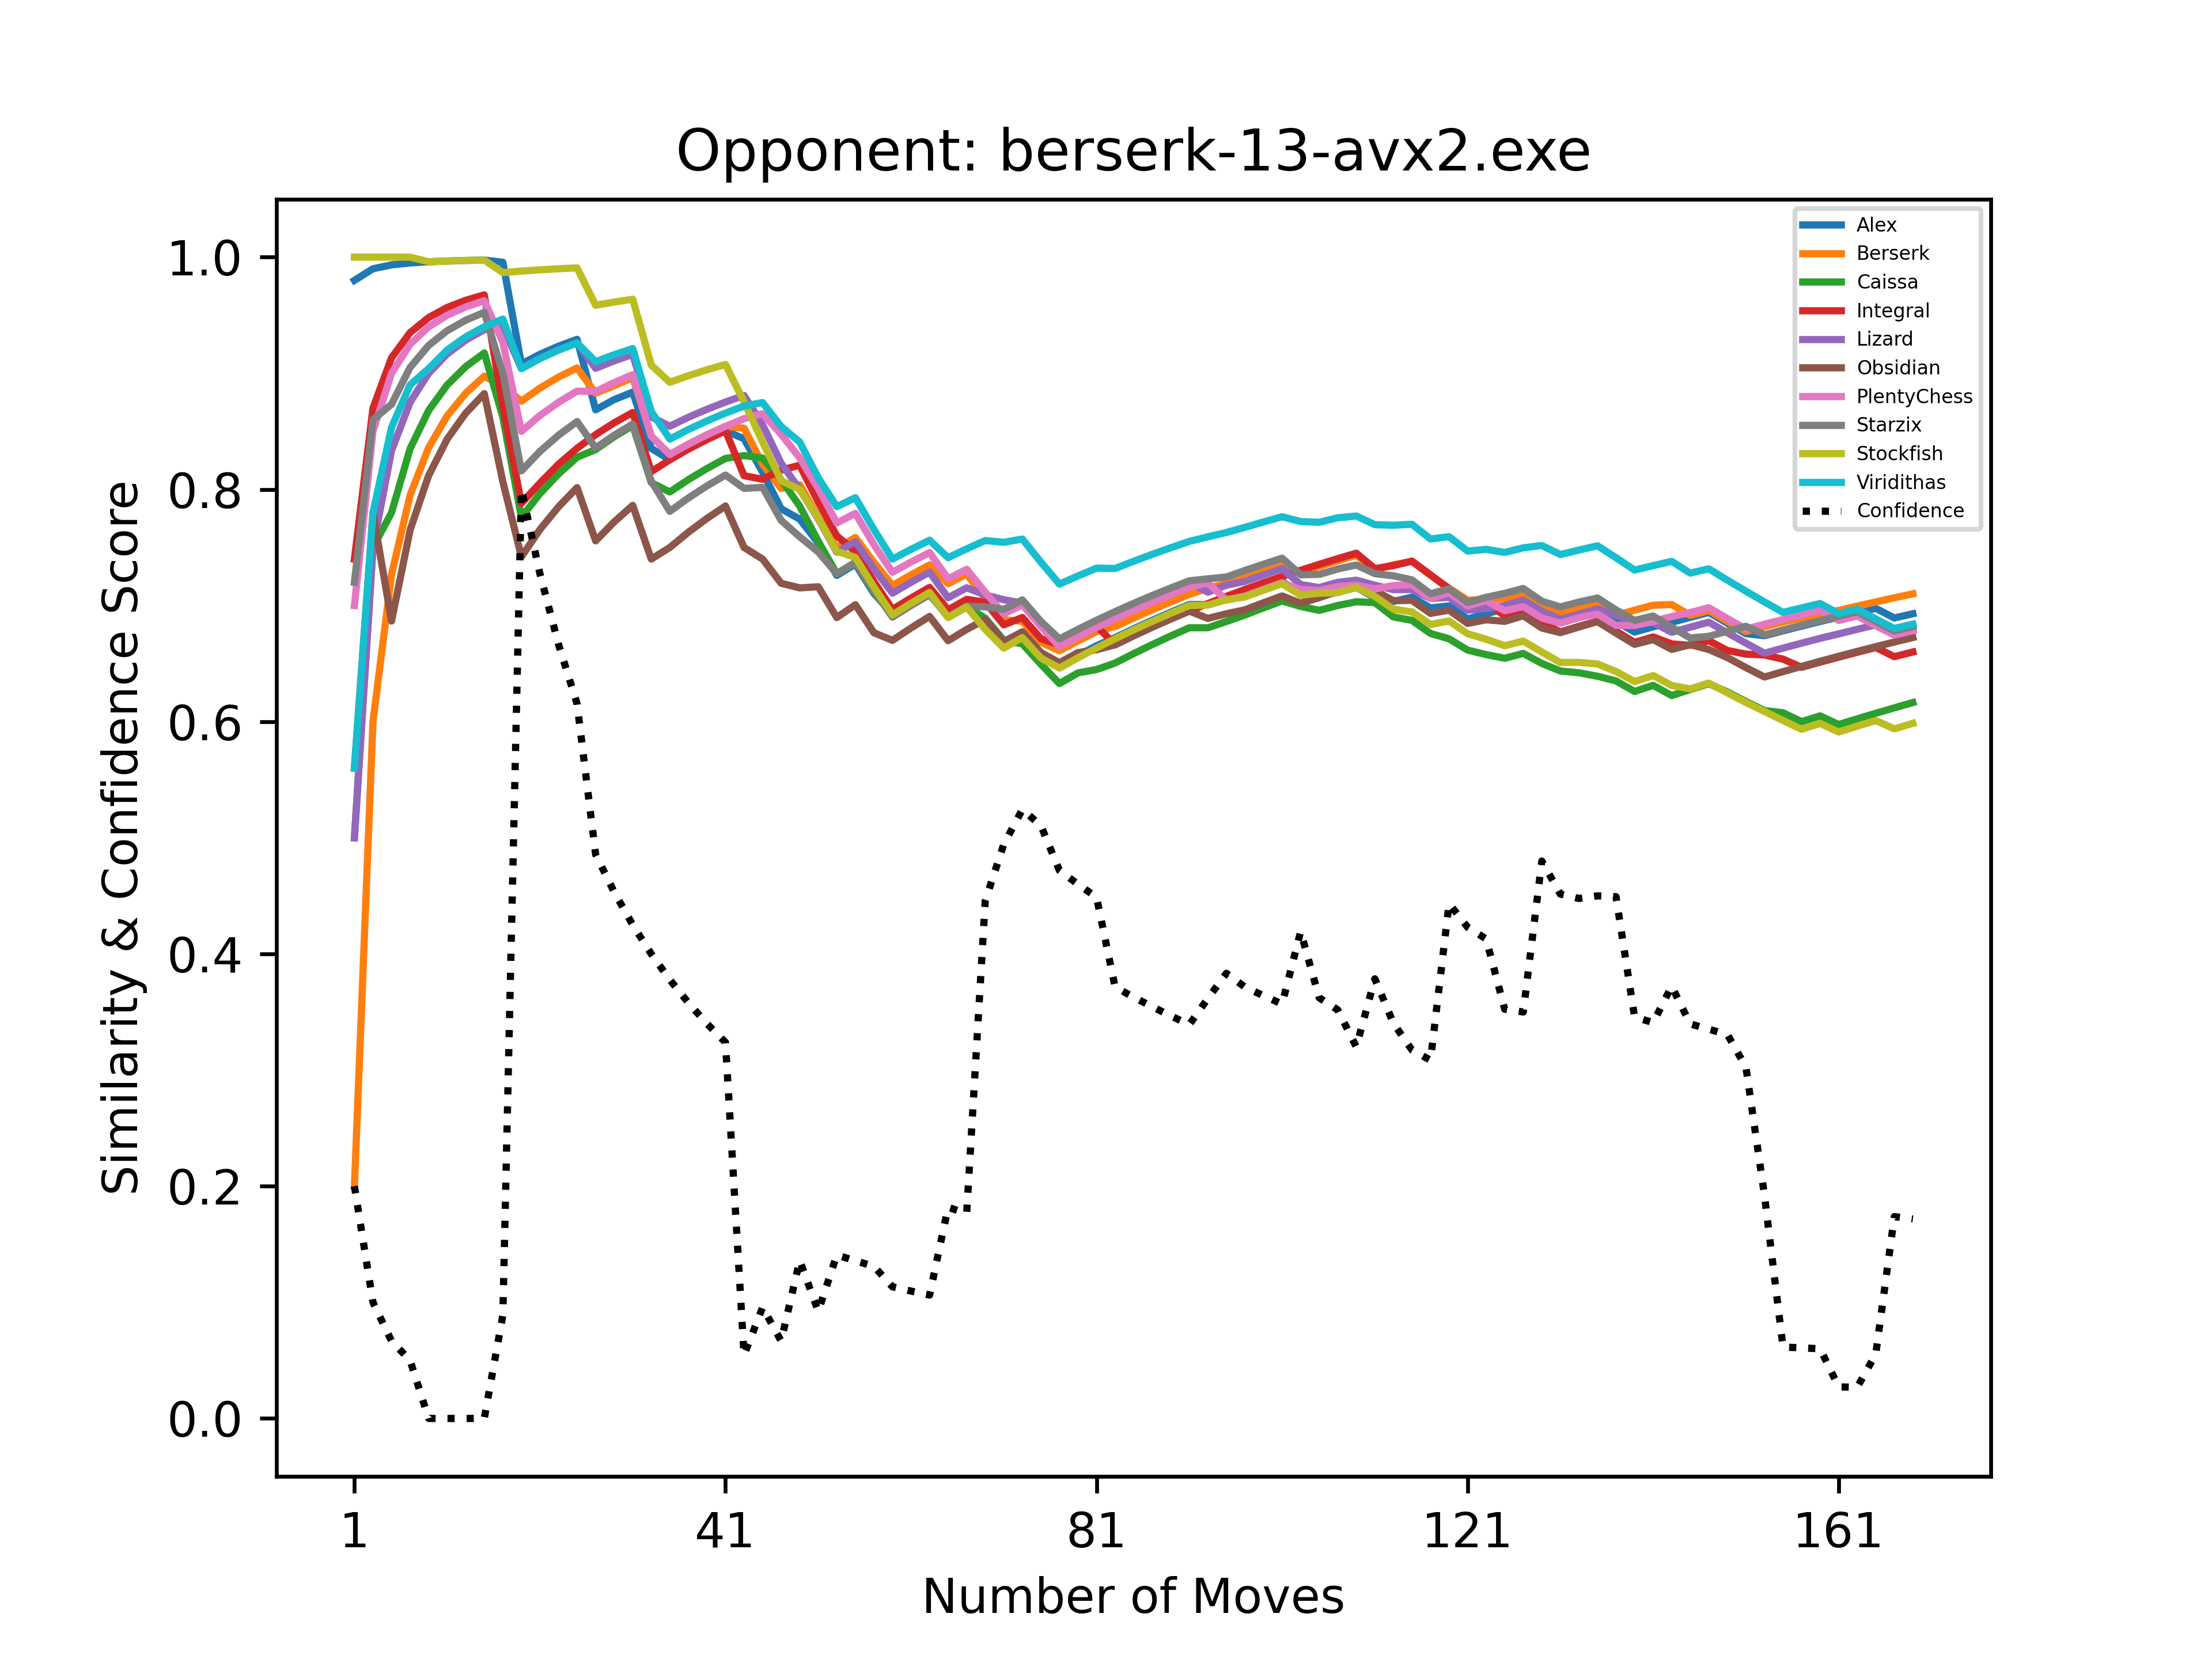 Opponent: berserk-13-avx2.exe
Similarity & Confidence Score
1.0
0.8
0.6
0.4
0.2
0.0
Alex
Berserk
Caissa
Integral
Lizard
Obsidian
PlentyChess
Starzix
Stockfish
Viridithas
Confidence
1 41 81 121 161
Number of Moves